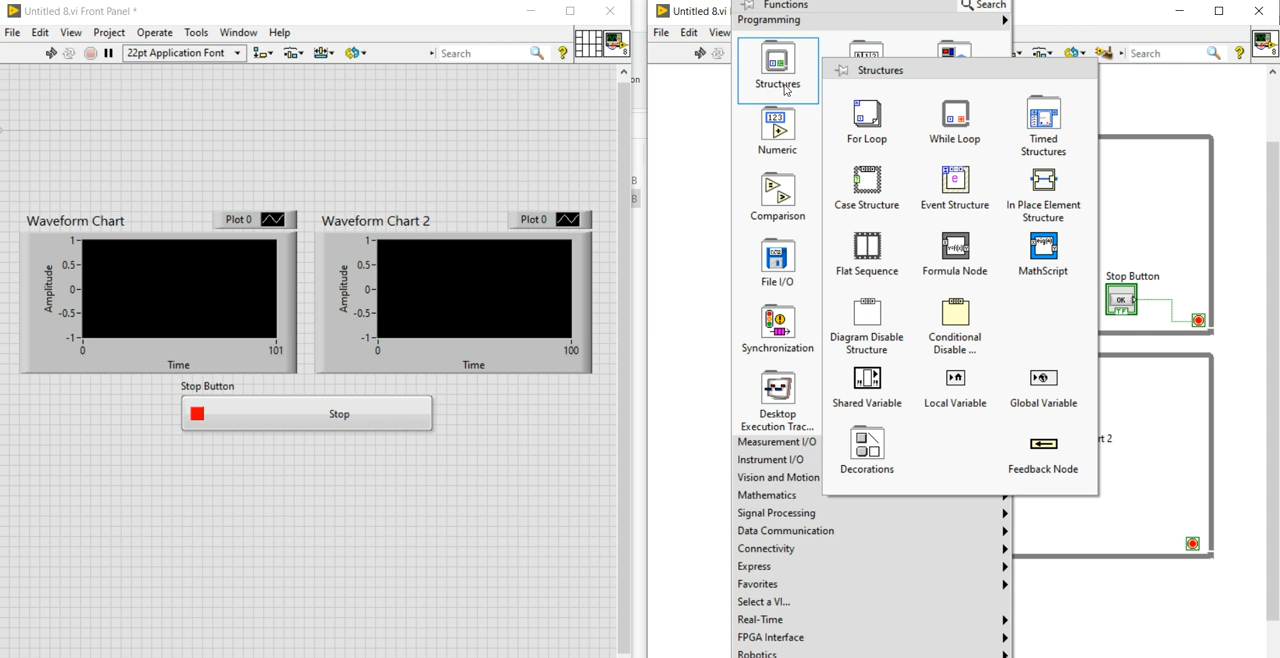 Untitled 8.vi Front Panel *
File Edit View Project Operate Tools Window Help
22pt Application Font
Search
8
Waveform Chart
Plot 0
Amplitude
1
0.5
0
-0.5
-1
0
101
Time
Waveform Chart 2
Plot 0
Amplitude
1
0.5
0
-0.5
-1
0
100
Time
Stop Button
Stop
on
B
B
Untitled 8.vi
File Edit View
Functions
Search
Programming
Structures
Numeric
Comparison
File I/O
Synchronization
Desktop
Execution Trac...
Measurement I/O
Instrument I/O
Vision and Motion
Mathematics
Signal Processing
Data Communication
Connectivity
Express
Favorites
Select a VI...
Real-Time
FPGA Interface
Robotics
Structures
For Loop
While Loop
Timed
Structures
Case Structure
Event Structure
In Place Element
Structure
Flat Sequence
Formula Node
MathScript
Diagram Disable
Structure
Conditional
Disable ...
Shared Variable
Local Variable
Global Variable
Decorations
Feedback Node
Search
8
Stop Button
OK
TF
rt 2